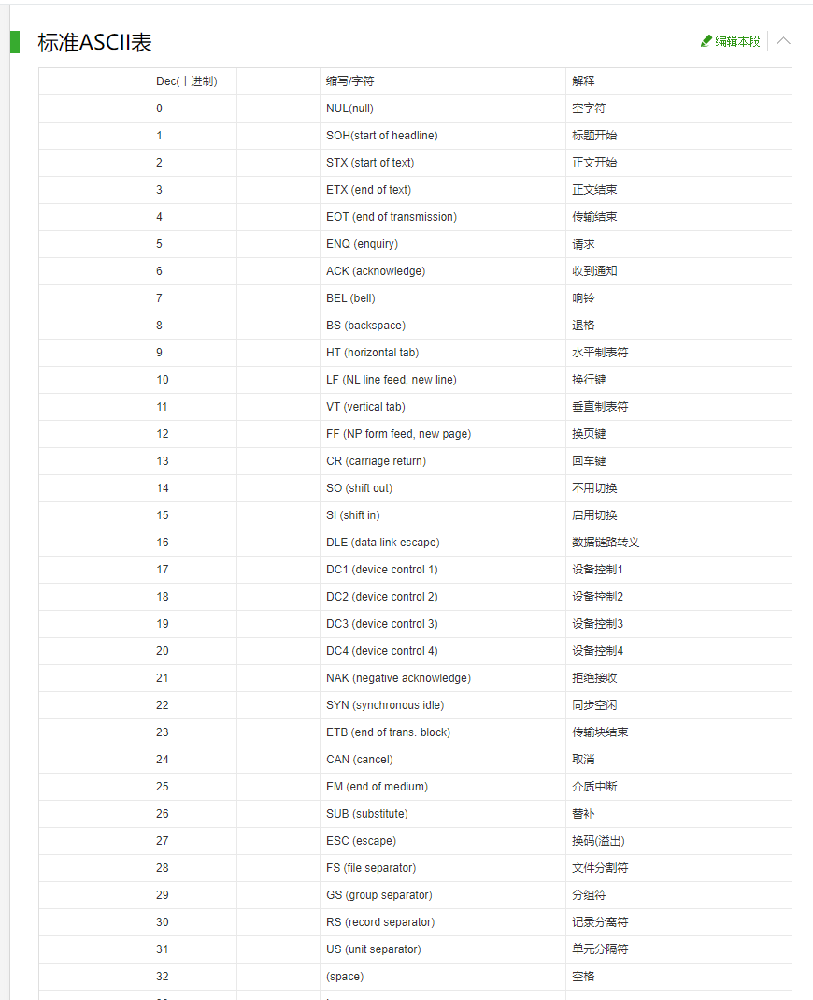 标准ASCII表 编辑本段
Dec(十进制) 缩写/字符 解释
0 NUL(null) 空字符
1 SOH(start of headline) 标题开始
2 STX (start of text) 正文开始
3 ETX (end of text) 正文结束
4 EOT (end of transmission) 传输结束
5 ENQ (enquiry) 请求
6 ACK (acknowledge) 收到通知
7 BEL (bell) 响铃
8 BS (backspace) 退格
9 HT (horizontal tab) 水平制表符
10 LF (NL line feed, new line) 换行键
11 VT (vertical tab) 垂直制表符
12 FF (NP form feed, new page) 换页键
13 CR (carriage return) 回车键
14 SO (shift out) 不用切换
15 SI (shift in) 启用切换
16 DLE (data link escape) 数据链路转义
17 DC1 (device control 1) 设备控制1
18 DC2 (device control 2) 设备控制2
19 DC3 (device control 3) 设备控制3
20 DC4 (device control 4) 设备控制4
21 NAK (negative acknowledge) 拒绝接收
22 SYN (synchronous idle) 同步空闲
23 ETB (end of trans. block) 传输块结束
24 CAN (cancel) 取消
25 EM (end of medium) 介质中断
26 SUB (substitute) 替补
27 ESC (escape) 换码(溢出)
28 FS (file separator) 文件分割符
29 GS (group separator) 分组符
30 RS (record separator) 记录分离符
31 US (unit separator) 单元分隔符
32 (space) 空格